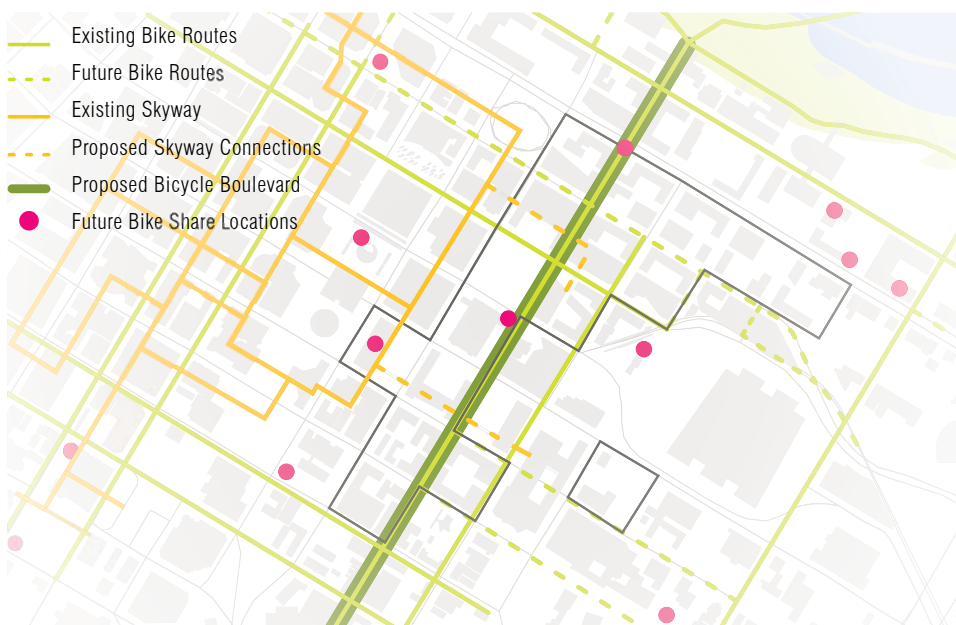 Existing Bike Routes
Future Bike Routes
Existing Skyway
Proposed Skyway Connections
Proposed Bicycle Boulevard
Future Bike Share Locations